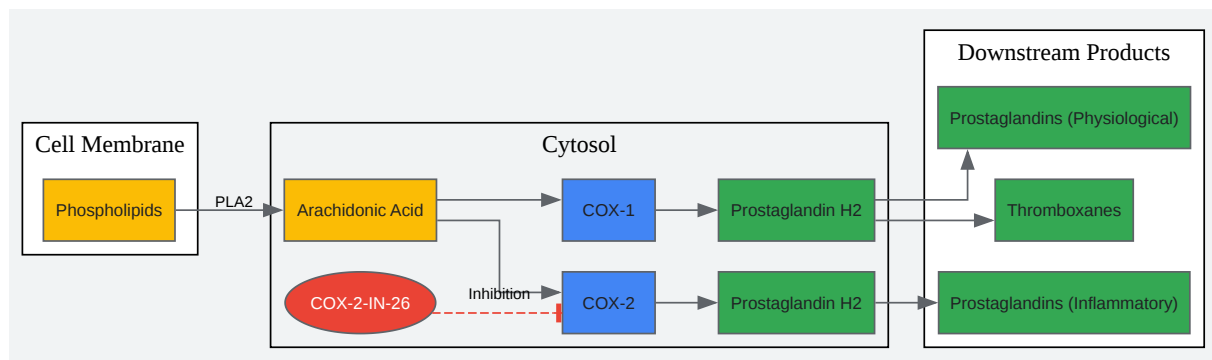 Downstream Products
Prostaglandins (Physiological)
Cell Membrane
Cytosol
Phospholipids
PLA2
Arachidonic Acid
COX-1
Prostaglandin H2
Thromboxanes
COX-2-IN-26
Inhibition
COX-2
Prostaglandin H2
Prostaglandins (Inflammatory)